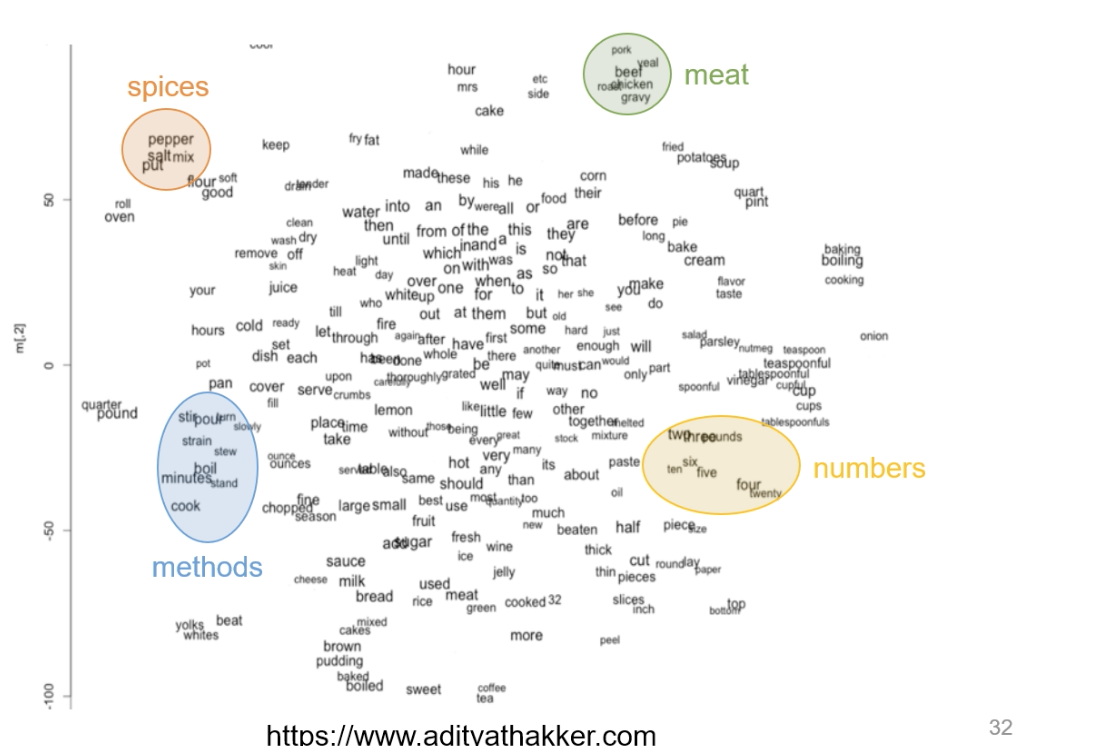 cool
pork
veal
beef
roast chicken
gravy
meat
hour
mrs
etc
side
cake
spices
pepper
salt mix
put
keep
fry fat
while
fried
potatoes
soup
flour soft
good
drain
tender
made these his he
corn
their
food
quart
pint
roll
oven
50
water into an by were all or
then
clean
wash dry
until from of the this are
they
before pie
long
bake
cream
remove off
skin
which in and a is
not that
baking
boiling
cooking
light
heat day
on with was
as so
over one when to
your
juice
white up for it her she
you make
do
flavor
taste
who
till
out at them but old
see
m[,2]
hours cold ready
let through fire
again after have first
some hard just
enough will
salad
parsley
nutmeg teaspoon
onion
set
dish each
has been done whole
there another
quite must can would
only part
teaspoonful
tablespoonful
0
pot
pan cover serve
upon
crumbs
carefully
thoroughly grated be may
well
if way no
spoonful vinegar cupful
cup
cups
quarter
pound
fill
lemon
like little few other
together melted
tablespoonfuls
stir pour turn
slowly
place time
take
without those being
every great
stock mixture
two three pounds
strain
stew
ounce
ounces
boil
minutes stand
table also
same
hot very many
any
should than
its
about
paste
six
ten five
four
twenty
numbers
cook
chopped fine
season
large small
best use most
quantity too
oil
much
-50
fruit
new beaten half piece size
methods
add sugar
fresh
wine
ice
sauce
thick
cut round lay
paper
cheese milk
used
jelly
thin
pieces
bread
rice meat
green cooked 32
slices
inch
top
bottom
yolks
whites
beat
mixed
cakes
more
peel
brown
pudding
baked
boiled
sweet
coffee
tea
-100
https://www.adityathakker.com
32